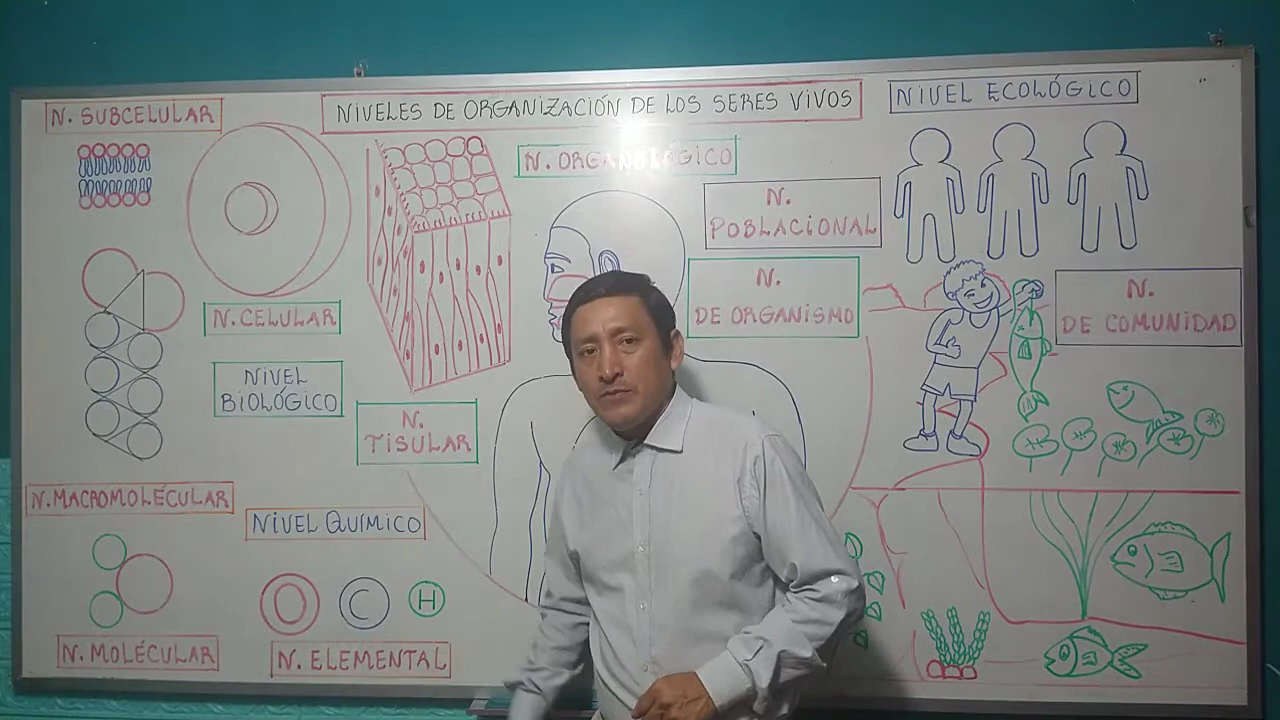 N. SUBCELULAR
NIVELES DE ORGANIZACIÓN DE LOS SERES VIVOS
NIVEL ECOLÓGICO
N. ORGANOLÓGICO
N.
POBLACIONAL
N.
DE ORGANISMO
N.
DE COMUNIDAD
N. CELULAR
NIVEL
BIOLÓGICO
N.
TISULAR
N. MACROMOLÉCULAR
NIVEL QUÍMICO
O C H
N. MOLÉCULAR
N. ELEMENTAL